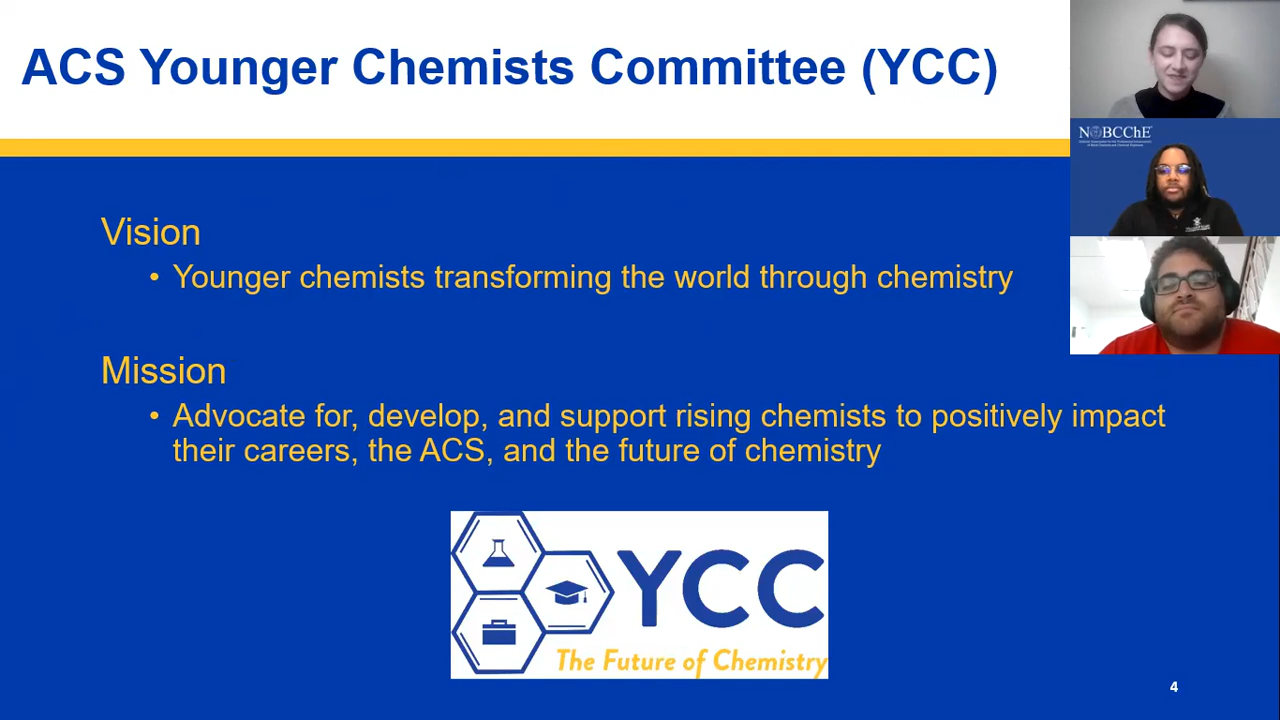 ACS Younger Chemists Committee (YCC)
Vision
• Younger chemists transforming the world through chemistry
Mission
• Advocate for, develop, and support rising chemists to positively impact
their careers, the ACS, and the future of chemistry
YCC
The Future of Chemistry
4
NOBCChE